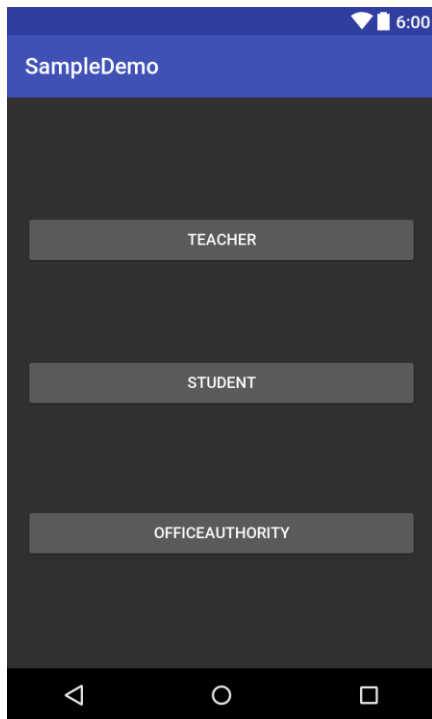 6:00
SampleDemo
TEACHER
STUDENT
OFFICEAUTHORITY